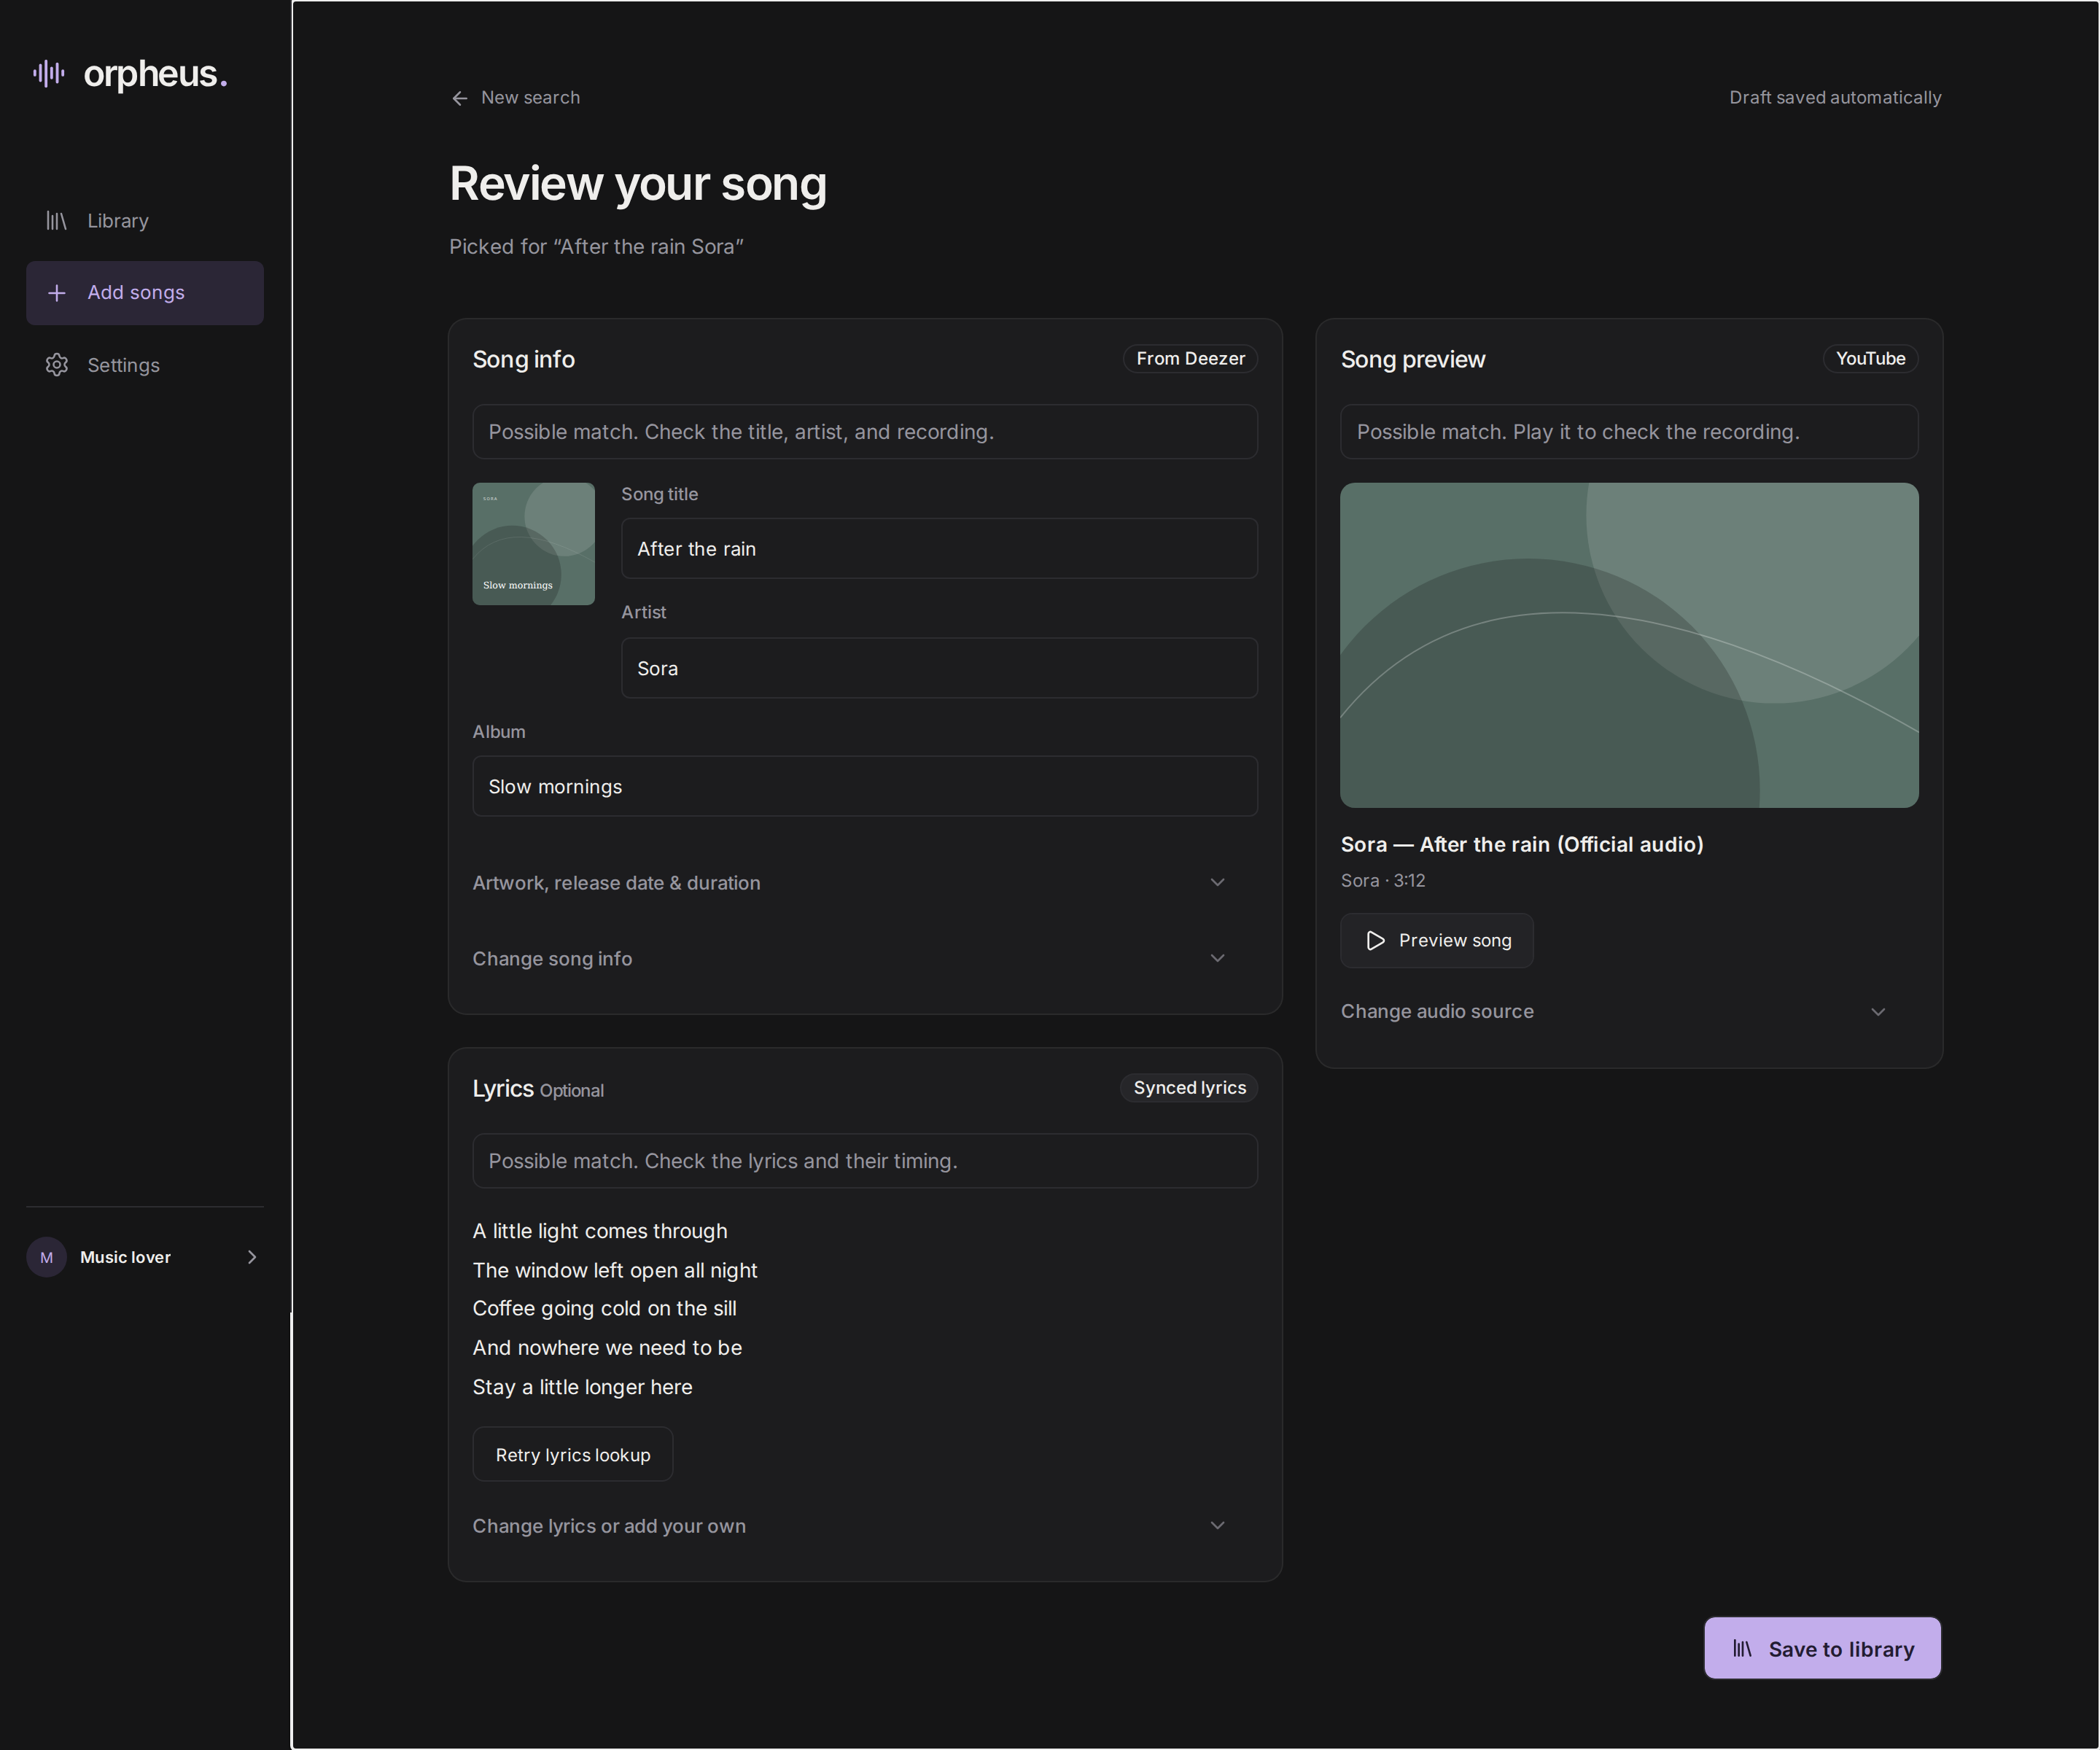 orpheus.
Library
Add songs
Settings
M
Music lover
New search
Draft saved automatically
Review your song
Picked for “After the rain Sora”
Song info
From Deezer
Possible match. Check the title, artist, and recording.
SORA
Slow mornings
Song title
After the rain
Artist
Sora
Album
Slow mornings
Artwork, release date & duration
Change song info
Song preview
YouTube
Possible match. Play it to check the recording.
Sora — After the rain (Official audio)
Sora · 3:12
Preview song
Change audio source
Lyrics Optional
Synced lyrics
Possible match. Check the lyrics and their timing.
A little light comes through
The window left open all night
Coffee going cold on the sill
And nowhere we need to be
Stay a little longer here
Retry lyrics lookup
Change lyrics or add your own
Save to library